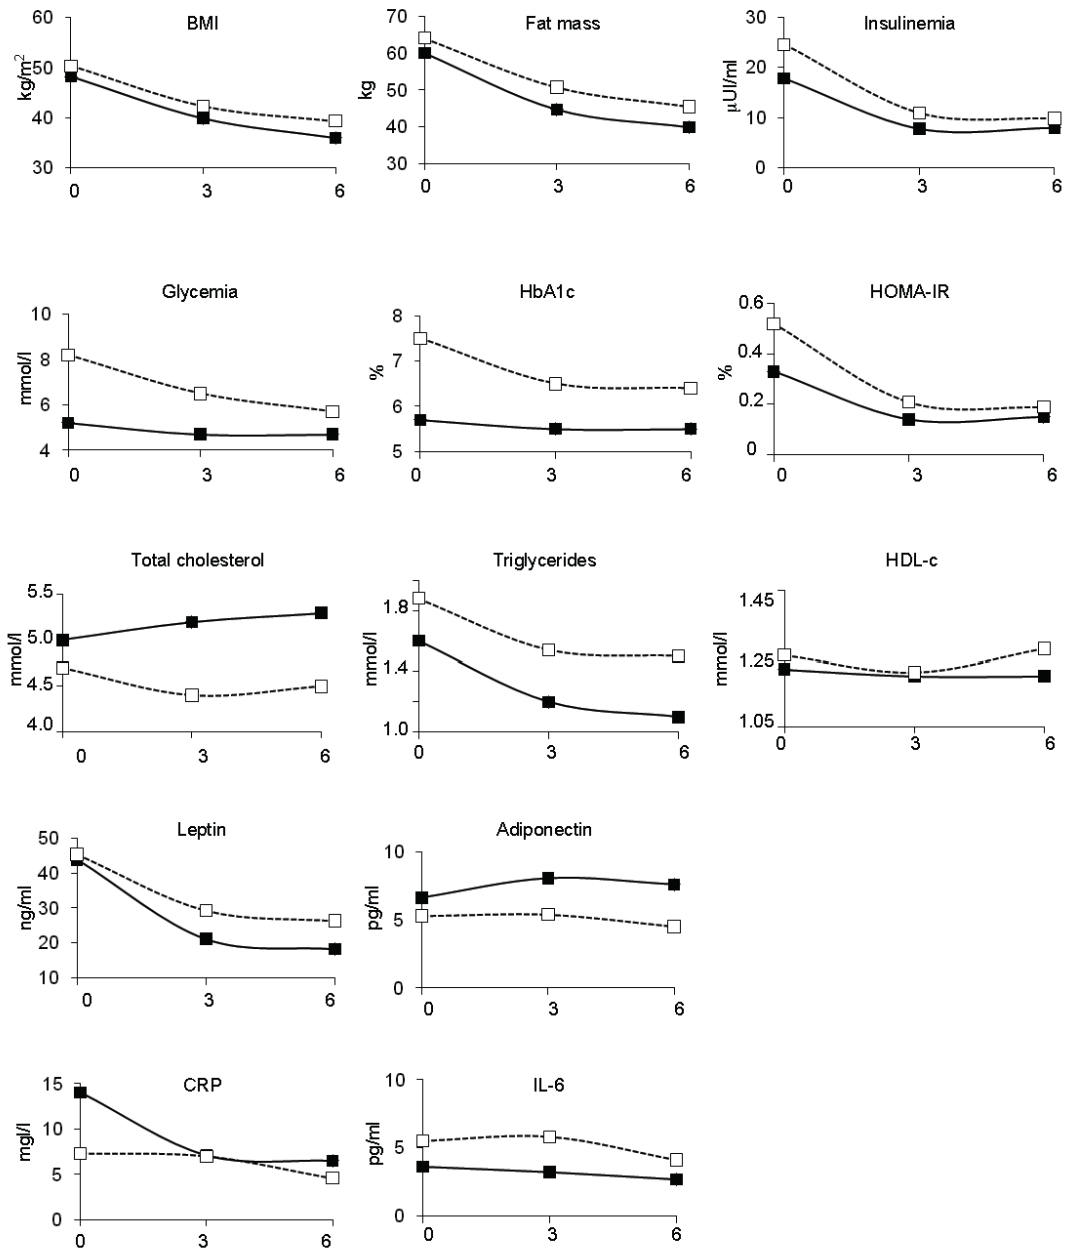 BMI
kg/m²
60
50
40
30
0 3 6
Fat mass
kg
70
60
50
40
30
0 3 6
Insulinemia
µUI/ml
30
20
10
0
0 3 6
Glycemia
mmol/l
10
8
6
4
0 3 6
HbA1c
%
8
7
6
5
0 3 6
HOMA-IR
%
0.6
0.4
0.2
0
0 3 6
Total cholesterol
mmol/l
5.5
5.0
4.5
4.0
0 3 6
Triglycerides
mmol/l
1.8
1.4
1.0
0 3 6
HDL-c
mmol/l
1.45
1.25
1.05
0 3 6
Leptin
ng/ml
50
40
30
20
10
0 3 6
Adiponectin
pg/ml
10
5
0
0 3 6
CRP
mgl/l
15
10
5
0
0 3 6
IL-6
pg/ml
10
5
0
0 3 6